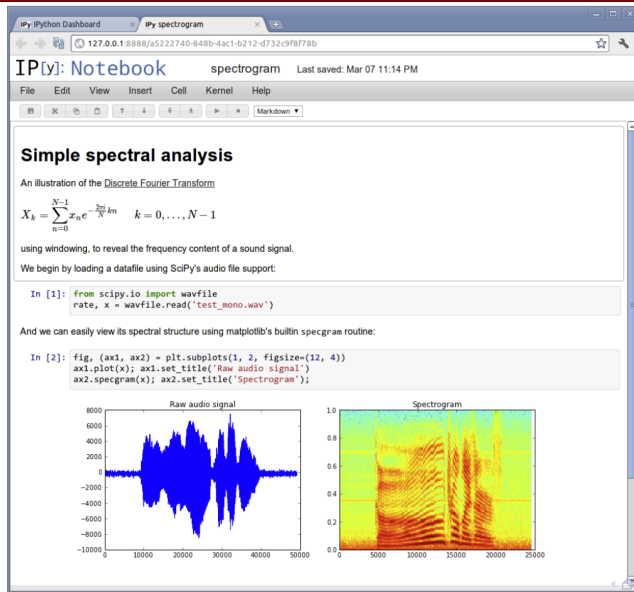 IPy IPython Dashboard × IPy IPy spectrogram ×
127.0.0.1:8888/a5222740-848b-4ac1-b212-d732c9f8f78b
IP[y]: Notebook spectrogram Last saved: Mar 07 11:14 PM
File Edit View Insert Cell Kernel Help
Markdown
Simple spectral analysis
An illustration of the Discrete Fourier Transform
X_k = \sum_{n=0}^{N-1} x_n e^{-\frac{2\pi i}{N} kn} k = 0, . . . , N − 1
using windowing, to reveal the frequency content of a sound signal.
We begin by loading a datafile using SciPy's audio file support:
In [1]: from scipy.io import wavfile
rate, x = wavfile.read('test_mono.wav')
And we can easily view its spectral structure using matplotlib's builtin specgram routine:
In [2]: fig, (ax1, ax2) = plt.subplots(1, 2, figsize=(12, 4))
ax1.plot(x); ax1.set_title('Raw audio signal')
ax2.specgram(x); ax2.set_title('Spectrogram');
Raw audio signal
8000
6000
4000
2000
0
−2000
−4000
−6000
−8000
−10000
0 10000 20000 30000 40000 50000
Spectrogram
1.0
0.8
0.6
0.4
0.2
0.0
0 5000 10000 15000 20000 25000